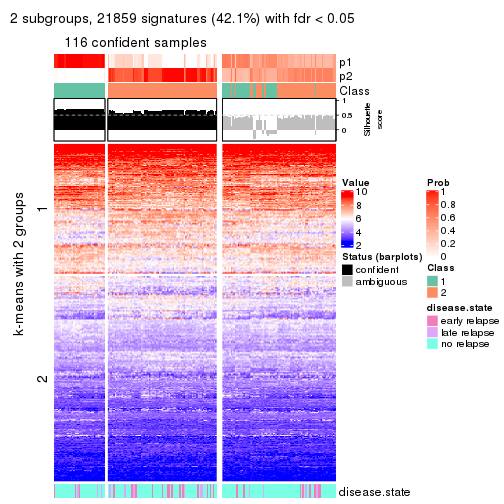 2 subgroups, 21859 signatures (42.1%) with fdr < 0.05
116 confident samples
p1
p2
Class
1
0.5
0
Silhouette
score
k-means with 2 groups
1
2
Value
10
8
6
4
2
Status (barplots)
confident
ambiguous
Prob
1
0.8
0.6
0.4
0.2
0
Class
1
2
disease.state
early relapse
late relapse
no relapse
disease.state